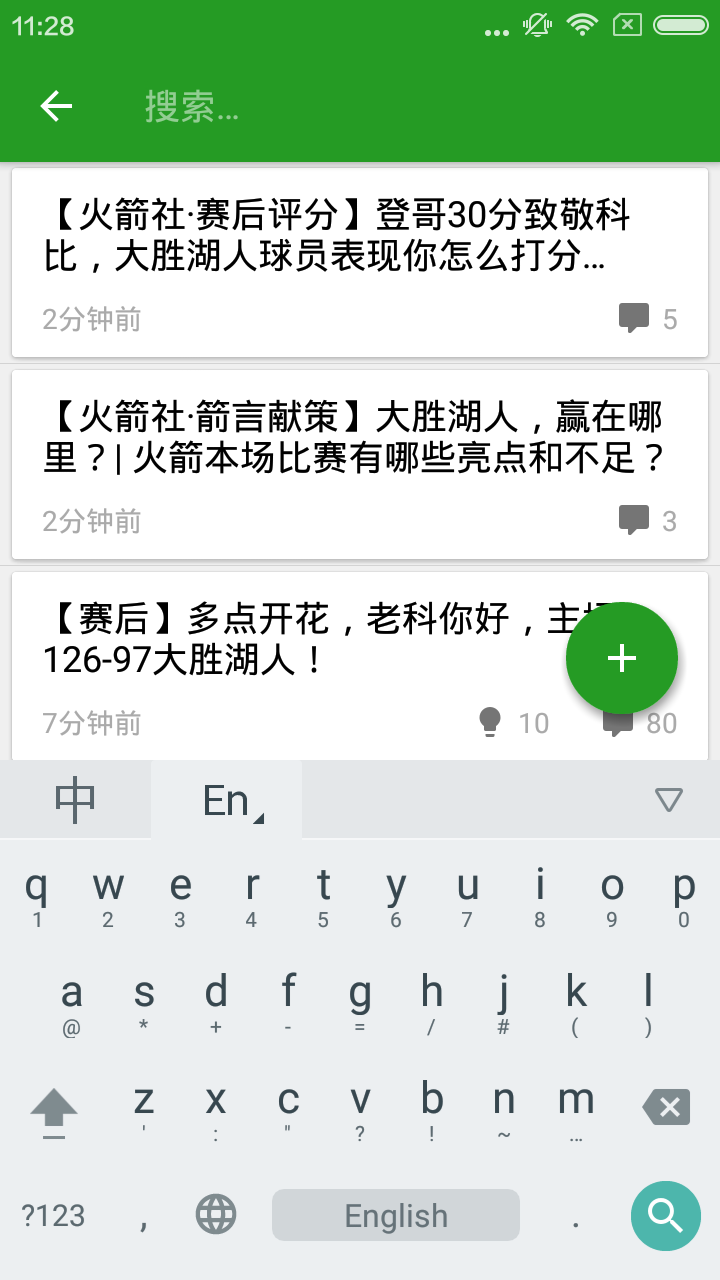 11:28
搜索...
【火箭社·赛后评分】登哥30分致敬科
比，大胜湖人球员表现你怎么打分...
2分钟前 5
【火箭社·箭言献策】大胜湖人，赢在哪
里？| 火箭本场比赛有哪些亮点和不足？
2分钟前 3
【赛后】多点开花，老科你好，主
126-97大胜湖人！
7分钟前 10 80
中 En
q w e r t y u i o p
1 2 3 4 5 6 7 8 9 0
a s d f g h j k l
@ * + - = / # ( )
z x c v b n m
' : " ? ! ~ ...
?123 , English .